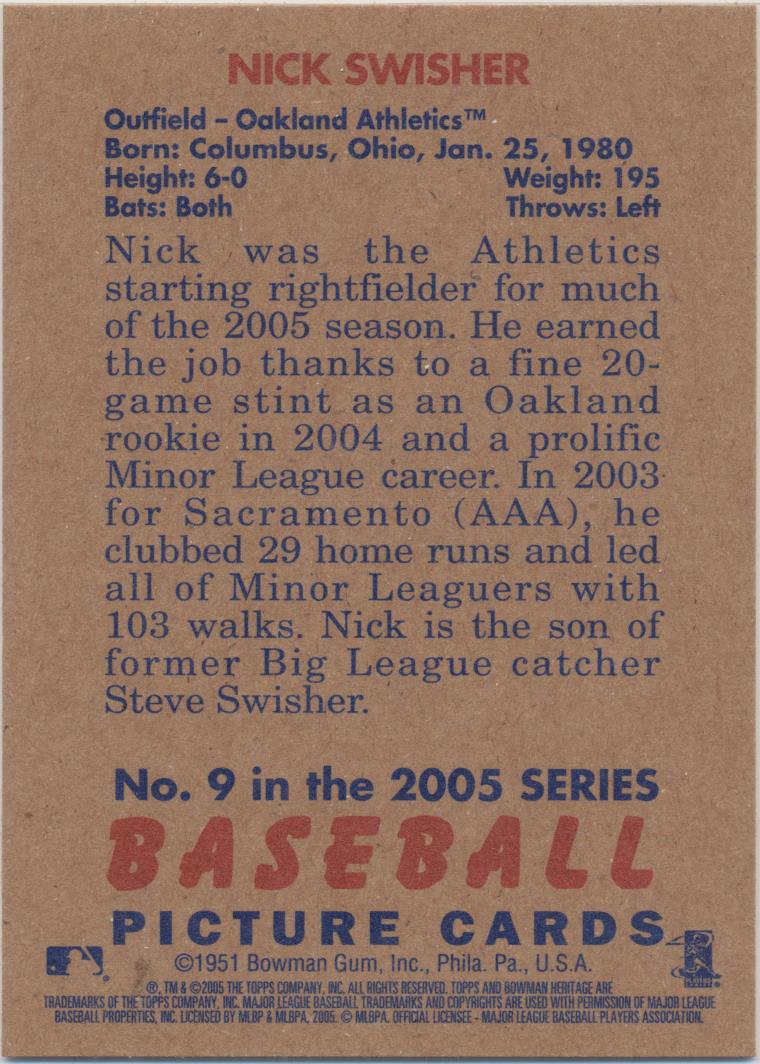 NICK SWISHER
Outfield – Oakland Athletics™
Born: Columbus, Ohio, Jan. 25, 1980
Height: 6-0 Weight: 195
Bats: Both Throws: Left
Nick was the Athletics
starting rightfielder for much
of the 2005 season. He earned
the job thanks to a fine 20-
game stint as an Oakland
rookie in 2004 and a prolific
Minor League career. In 2003
for Sacramento (AAA), he
clubbed 29 home runs and led
all of Minor Leaguers with
103 walks. Nick is the son of
former Big League catcher
Steve Swisher.
No. 9 in the 2005 SERIES
BASEBALL
PICTURE CARDS
©1951 Bowman Gum, Inc., Phila. Pa., U.S.A.
®, TM & ©2005 THE TOPPS COMPANY, INC. ALL RIGHTS RESERVED. TOPPS AND BOWMAN HERITAGE ARE
TRADEMARKS OF THE TOPPS COMPANY, INC. MAJOR LEAGUE BASEBALL TRADEMARKS AND COPYRIGHTS ARE USED WITH PERMISSION OF MAJOR LEAGUE
BASEBALL PROPERTIES, INC. LICENSED BY MLBP & MLBPA, 2005. © MLBPA. OFFICIAL LICENSEE - MAJOR LEAGUE BASEBALL PLAYERS ASSOCIATION.